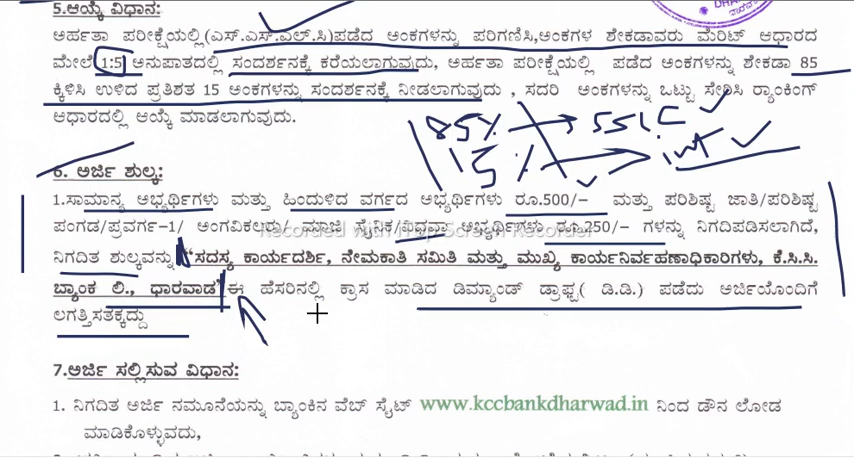 5.ಆಯ್ಕೆ ವಿಧಾನ:
ಅರ್ಹತಾ ಪರೀಕ್ಷೆಯಲ್ಲಿ(ಎಸ್.ಎಸ್.ಎಲ್.ಸಿ)ಪಡೆದ ಅಂಕಗಳನ್ನು ಪರಿಗಣಿಸಿ,ಅಂಕಗಳ ಶೇಕಡಾವಾರು ಮೆರಿಟ್ ಆಧಾರದ
ಮೇಲೆ 1:5 ಅನುಪಾತದಲ್ಲಿ ಸಂದರ್ಶನಕ್ಕೆ ಕರೆಯಲಾಗುವುದು, ಅರ್ಹತಾ ಪರೀಕ್ಷೆಯಲ್ಲಿ ಪಡೆದ ಅಂಕಗಳನ್ನು ಶೇಕಡಾ 85
ಕ್ಕಿಳಿಸಿ ಉಳಿದ ಪ್ರತಿಶತ 15 ಅಂಕಗಳನ್ನು ಸಂದರ್ಶನಕ್ಕೆ ನೀಡಲಾಗುವುದು , ಸದರಿ ಅಂಕಗಳನ್ನು ಒಟ್ಟು ಸೇರಿಸಿ ರ‍್ಯಾಂಕಿಂಗ್
ಆಧಾರದಲ್ಲಿ ಆಯ್ಕೆ ಮಾಡಲಾಗುವುದು.
85% SSLC
15% int
6. ಅರ್ಜಿ ಶುಲ್ಕ:
1.ಸಾಮಾನ್ಯ ಅಭ್ಯರ್ಥಿಗಳು ಮತ್ತು ಹಿಂದುಳಿದ ವರ್ಗದ ಅಭ್ಯರ್ಥಿಗಳು ರೂ.500/- ಮತ್ತು ಪರಿಶಿಷ್ಟ ಜಾತಿ/ಪರಿಶಿಷ್ಟ
ಪಂಗಡ/ಪ್ರವರ್ಗ-1/ ಅಂಗವಿಕಲರು/ ಮಾಜಿ ಸೈನಿಕ/ವಿಧವಾ ಅಭ್ಯರ್ಥಿಗಳು ರೂ.250/- ಗಳನ್ನು ನಿಗದಿಪಡಿಸಲಾಗಿದೆ,
ನಿಗದಿತ ಶುಲ್ಕವನ್ನು "ಸದಸ್ಯ ಕಾರ್ಯದರ್ಶಿ, ನೇಮಕಾತಿ ಸಮಿತಿ ಮತ್ತು ಮುಖ್ಯ ಕಾರ್ಯನಿರ್ವಹಣಾಧಿಕಾರಿಗಳು, ಕೆ.ಸಿ.ಸಿ.
ಬ್ಯಾಂಕ ಲಿ., ಧಾರವಾಡ" ಈ ಹೆಸರಿನಲ್ಲಿ ಕ್ರಾಸ ಮಾಡಿದ ಡಿಮ್ಯಾಂಡ್ ಡ್ರಾಫ್ಟ( ಡಿ.ಡಿ.) ಪಡೆದು ಅರ್ಜಿಯೊಂದಿಗೆ
ಲಗತ್ತಿಸತಕ್ಕದ್ದು
7.ಅರ್ಜಿ ಸಲ್ಲಿಸುವ ವಿಧಾನ:
1. ನಿಗದಿತ ಅರ್ಜಿ ನಮೂನೆಯನ್ನು ಬ್ಯಾಂಕಿನ ವೆಬ್ ಸೈಟ್ www.kccbankdharwad.in ನಿಂದ ಡೌನ ಲೋಡ
ಮಾಡಿಕೊಳ್ಳುವದು,